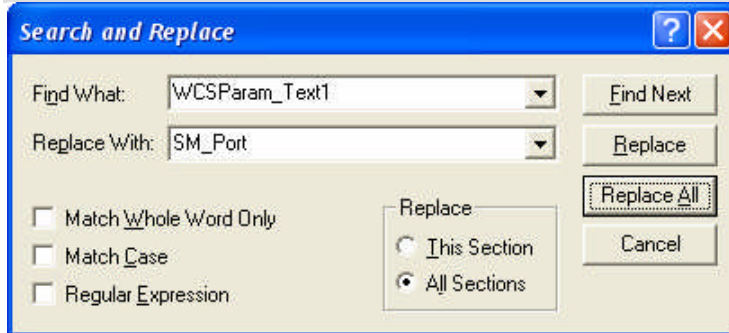 Search and Replace
Find What: WCSParam_Text1 Find Next
Replace With: SM_Port Replace
Replace All
Match Whole Word Only Replace
Match Case This Section Cancel
Regular Expression All Sections